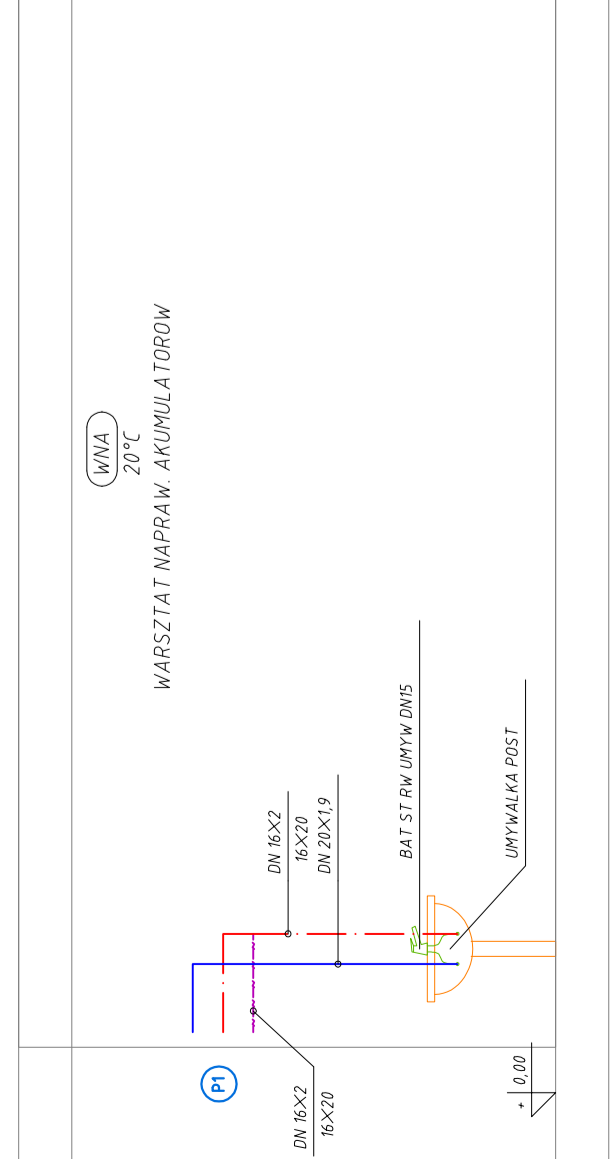 WNA
20°C
WARSZTAT NAPRAW. AKUMULATOROW
DN 16X2
16X20
DN 20X1,9
BAT ST RW UMYW DN15
UMYWALKA POST
P1
DN 16X2
16X20
+ 0,00